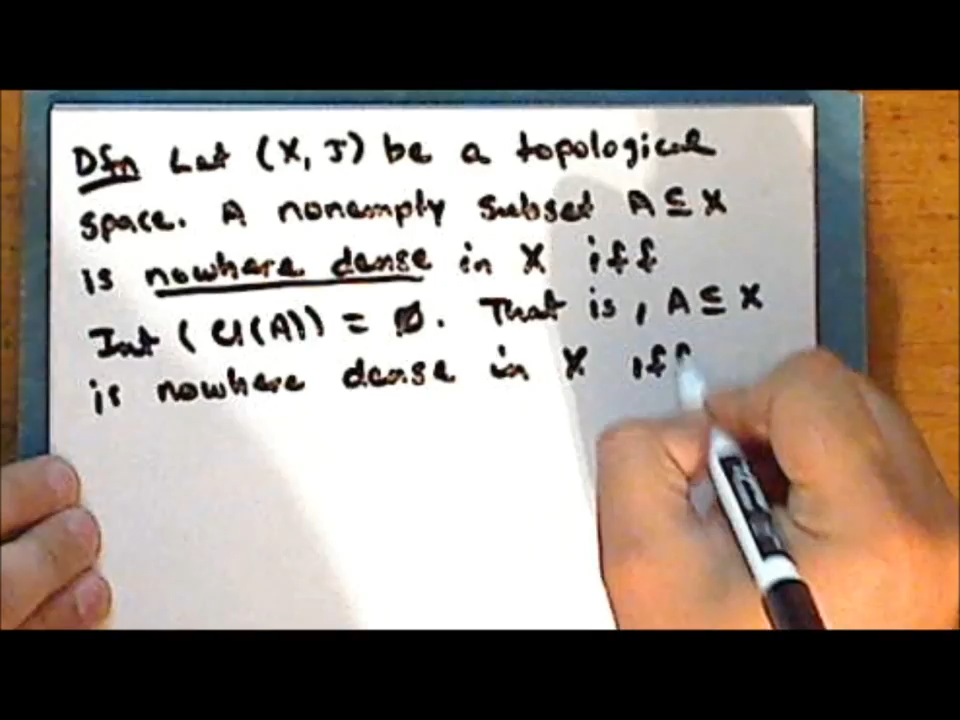 Dfn Let (X, J) be a topological
space. A nonempty subset A ⊆ X
is nowhere dense in X iff
Int (Cl(A)) = Ø. That is, A ⊆ X
is nowhere dense in X iff